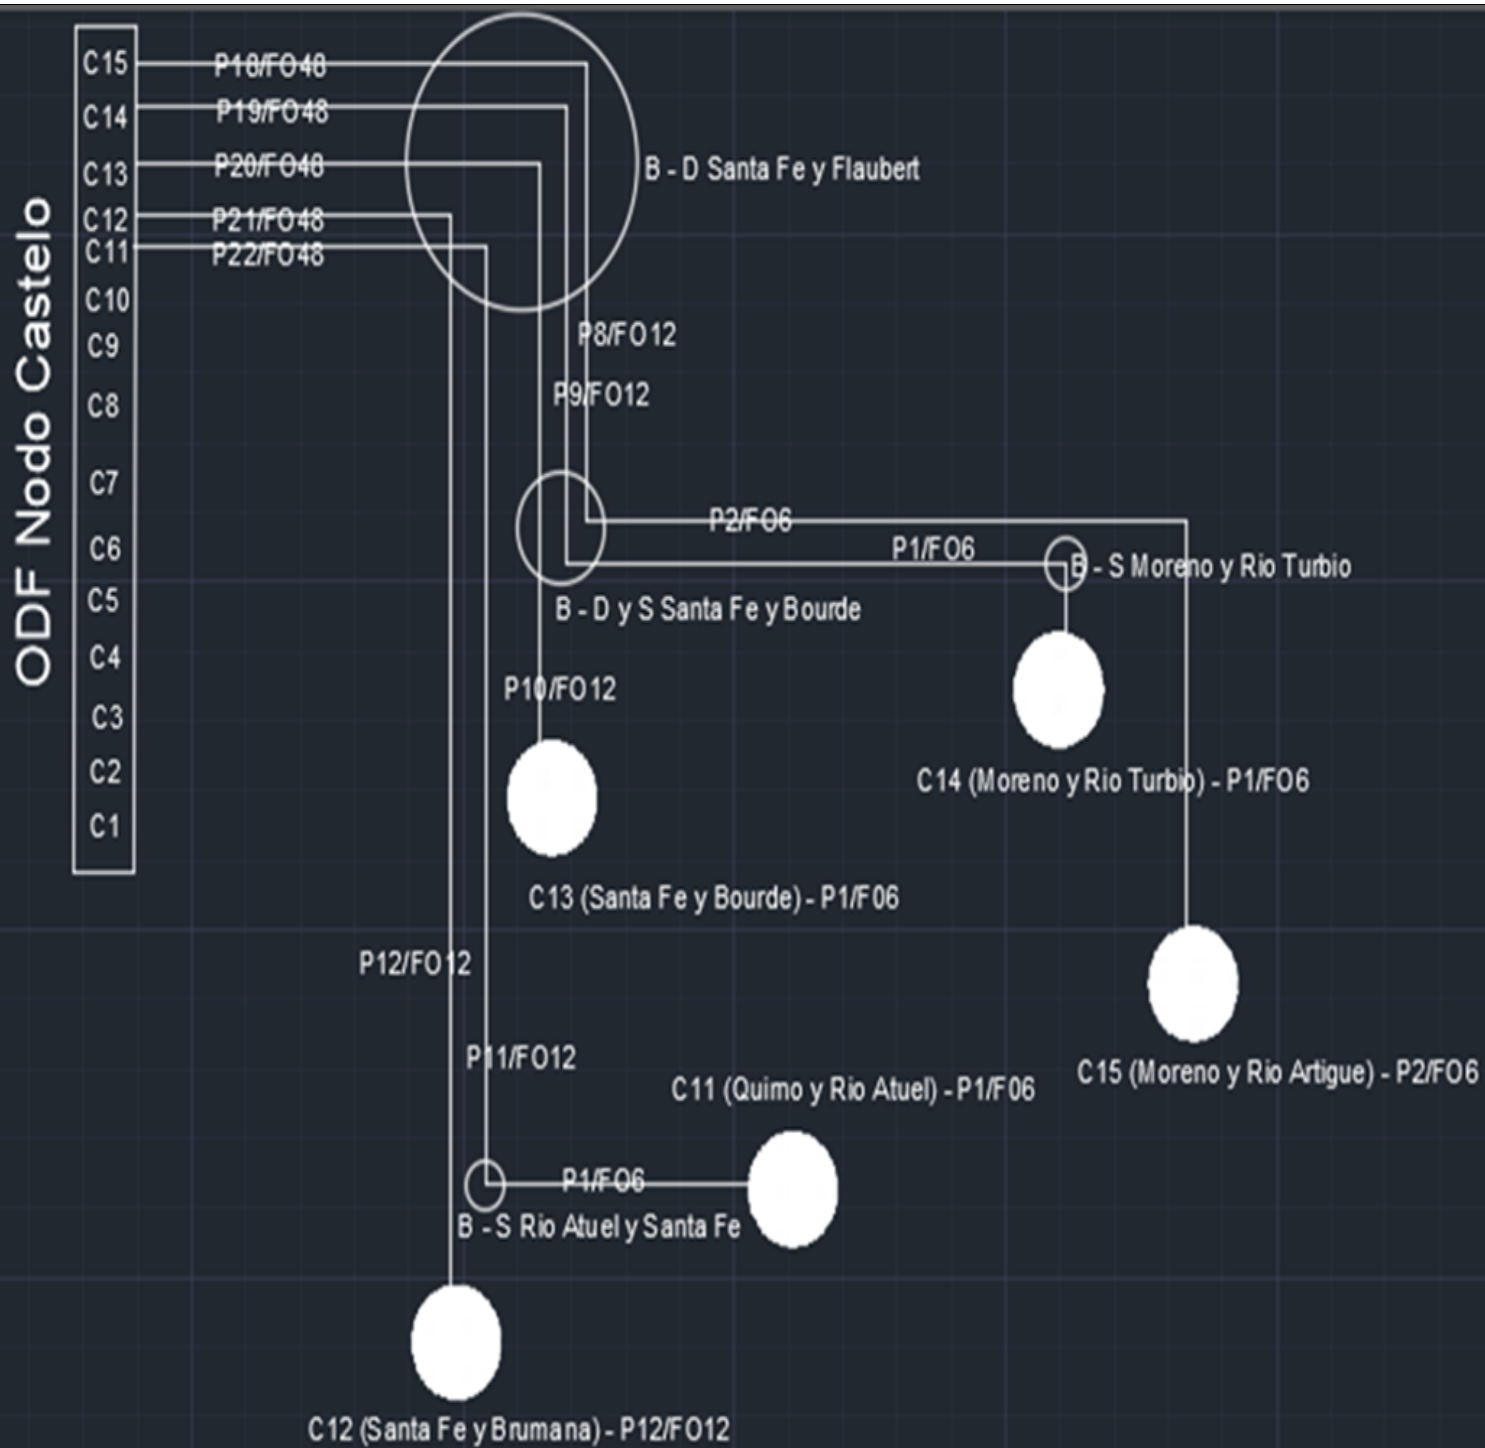 ODF Nodo Castelo
C15
C14
C13
C12
C11
C10
C9
C8
C7
C6
C5
C4
C3
C2
C1
P18/FO48
P19/FO48
P20/FO48
P21/FO48
P22/FO48
B - D Santa Fe y Flaubert
P8/FO12
P9/FO12
P2/FO6
P1/FO6
B - S Moreno y Rio Turbio
B - D y S Santa Fe y Bourde
P10/FO12
C14 (Moreno y Rio Turbio) - P1/FO6
C13 (Santa Fe y Bourde) - P1/F06
P12/FO12
P11/FO12
C15 (Moreno y Rio Artigue) - P2/FO6
C11 (Quimo y Rio Atuel) - P1/F06
P1/FO6
B - S Rio Atuel y Santa Fe
C12 (Santa Fe y Brumana) - P12/FO12